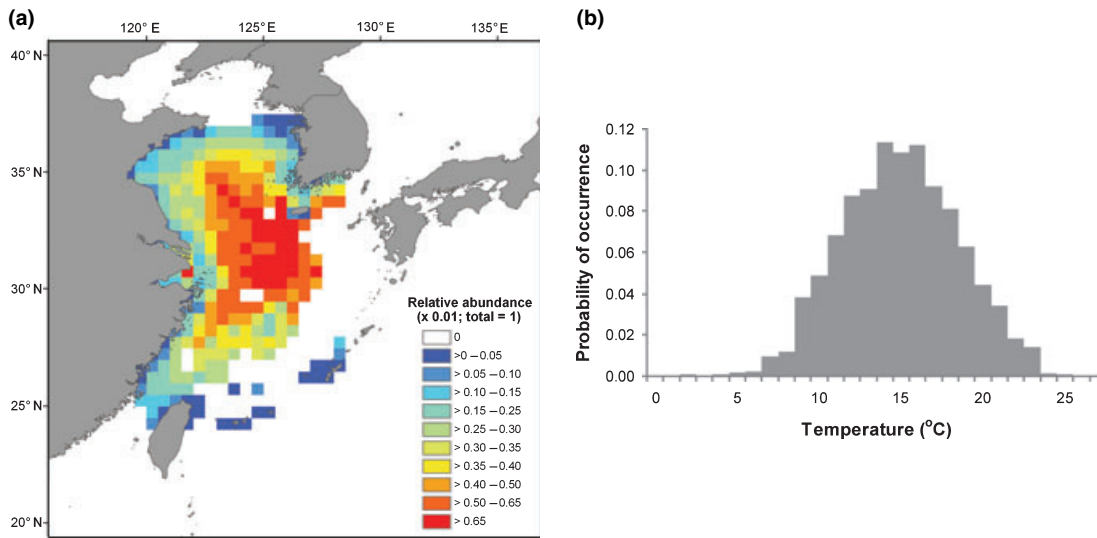 (a)
120° E 125° E 130° E 135° E
40° N
35° N
30° N
25° N
20° N
Relative abundance
(x 0.01; total = 1)
0
>0 – 0.05
> 0.05 – 0.10
> 0.10 – 0.15
> 0.15 – 0.25
> 0.25 – 0.30
> 0.30 – 0.35
> 0.35 – 0.40
> 0.40 – 0.50
> 0.50 – 0.65
> 0.65
(b)
Probability of occurrence
0.12
0.10
0.08
0.06
0.04
0.02
0.00
0 5 10 15 20 25
Temperature (°C)